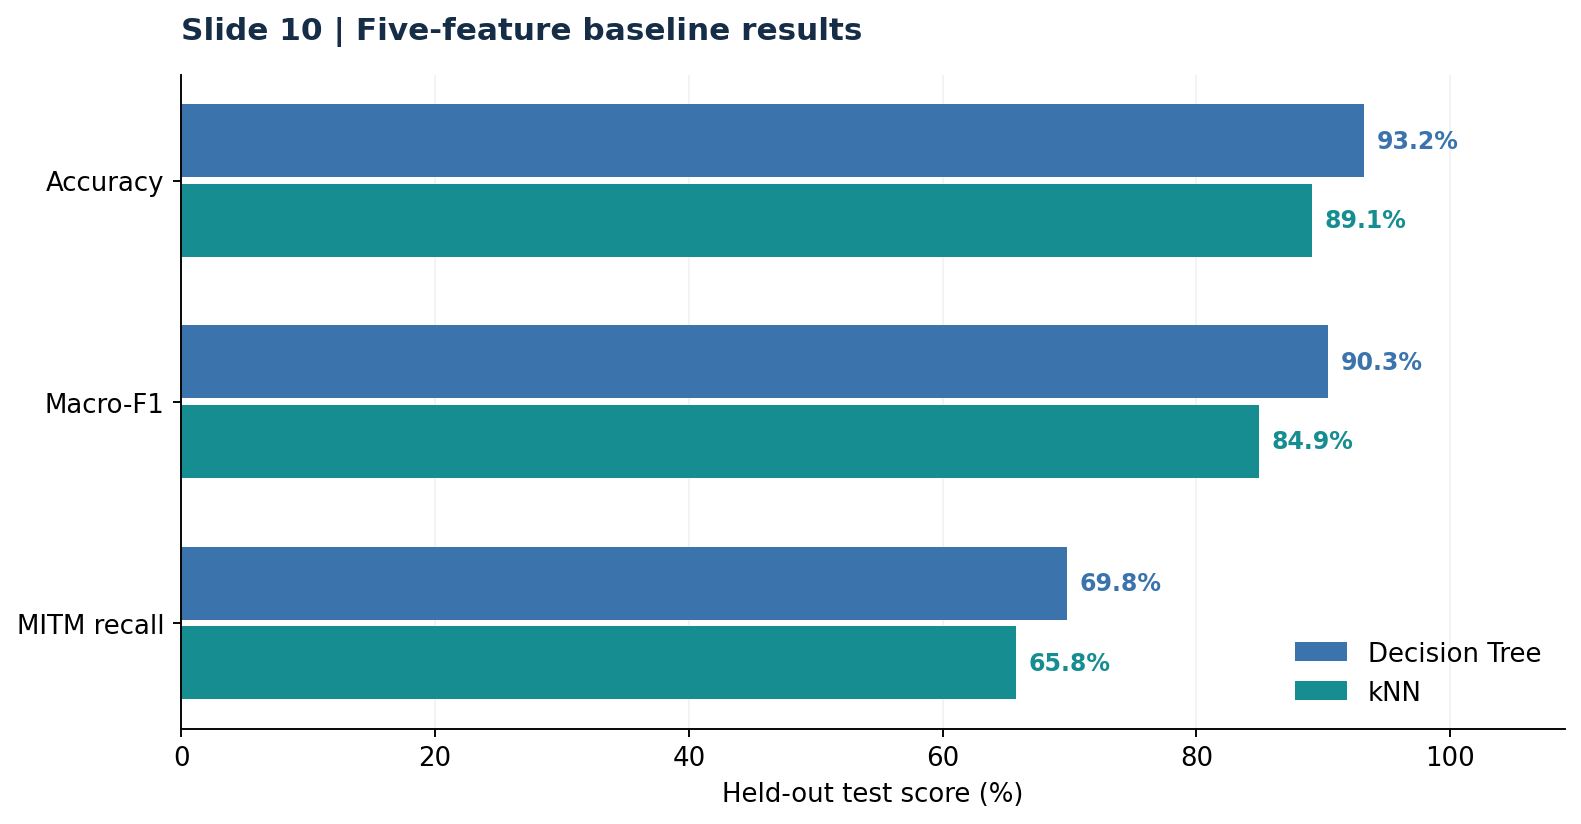 Slide 10 | Five-feature baseline results
Accuracy
93.2%
89.1%
Macro-F1
90.3%
84.9%
MITM recall
69.8%
65.8%
Decision Tree
kNN
0 20 40 60 80 100
Held-out test score (%)